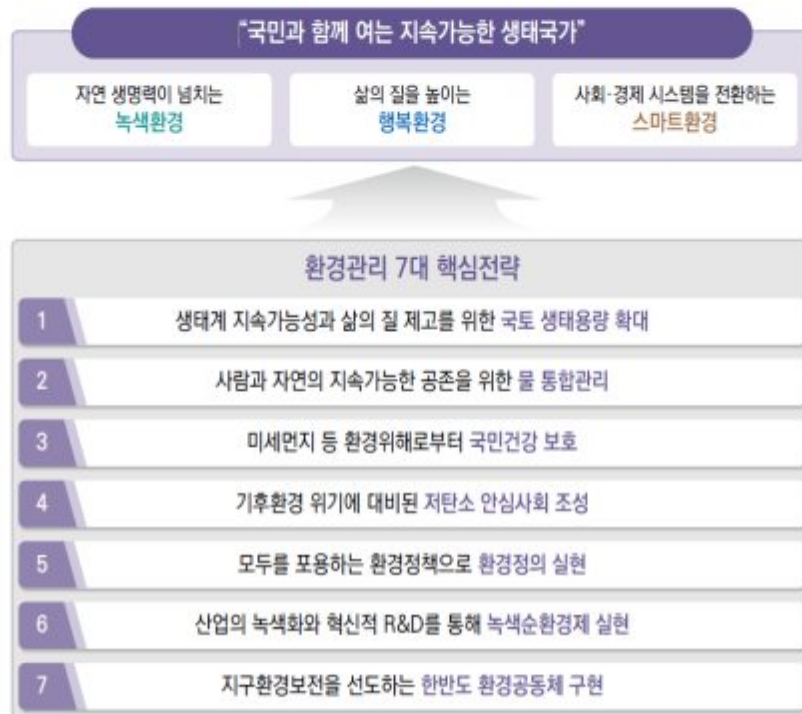 "국민과 함께 여는 지속가능한 생태국가"
자연 생명력이 넘치는
녹색환경
삶의 질을 높이는
행복환경
사회·경제 시스템을 전환하는
스마트환경
환경관리 7대 핵심전략
1 생태계 지속가능성과 삶의 질 제고를 위한 국토 생태용량 확대
2 사람과 자연의 지속가능한 공존을 위한 물 통합관리
3 미세먼지 등 환경위해로부터 국민건강 보호
4 기후환경 위기에 대비된 저탄소 안심사회 조성
5 모두를 포용하는 환경정책으로 환경정의 실현
6 산업의 녹색화와 혁신적 R&D를 통해 녹색순환경제 실현
7 지구환경보전을 선도하는 한반도 환경공동체 구현